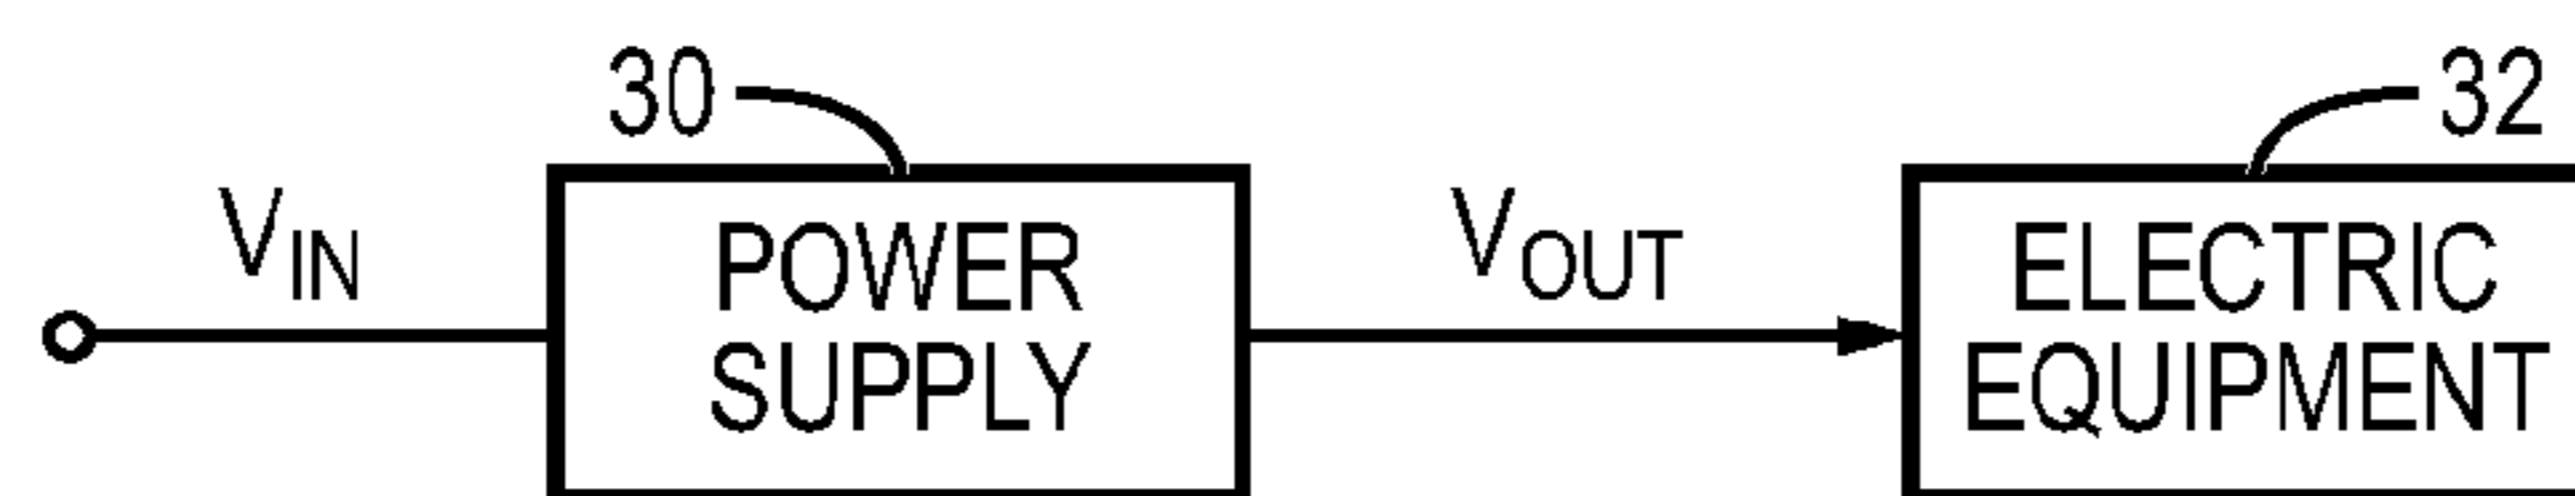 30
32
VIN
POWER
SUPPLY
VOUT
ELECTRIC
EQUIPMENT